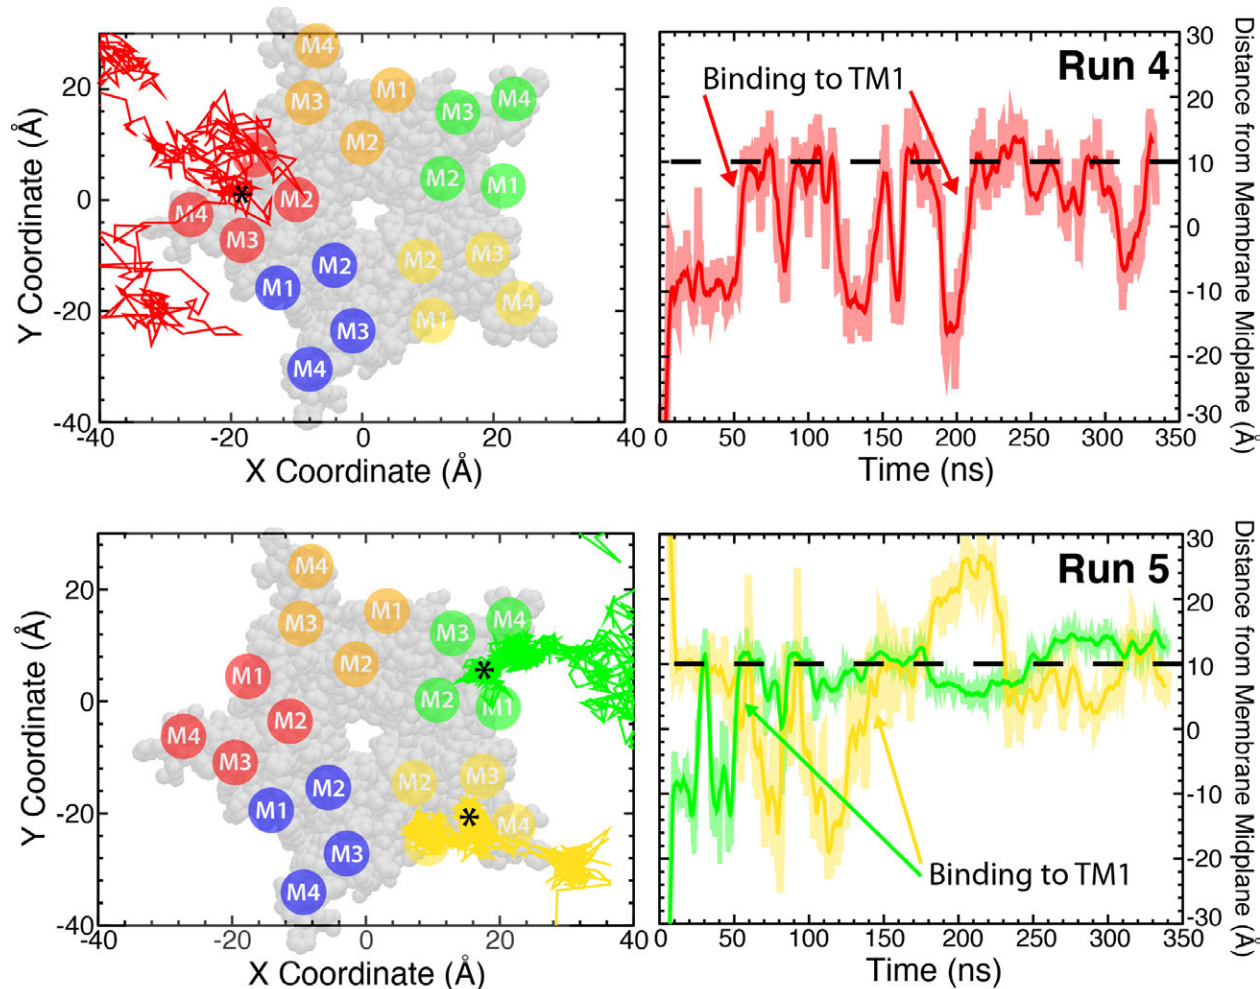 Run 4
Binding to TM1
M4
M3
M1
M3
M4
M2
M2
M1
M4
M2
M3
M1
M2
M2
M3
M3
M1
M4
M4
20
0
-20
-40
-40
-20
0
20
40
X Coordinate (Å)
Y Coordinate (Å)
30
20
10
0
-10
-20
-30
0
50
100
150
200
250
300
350
Time (ns)
Distance from Membrane Midplane (Å)
*
Run 5
Binding to TM1
M4
M3
M1
M3
M4
M1
M2
M2
M1
M2
M4
M3
M2
M2
M3
M1
M4
M3
M4
20
0
-20
-40
-40
-20
0
20
40
X Coordinate (Å)
Y Coordinate (Å)
30
20
10
0
-10
-20
-30
0
50
100
150
200
250
300
350
Time (ns)
Distance from Membrane Midplane (Å)
*
*